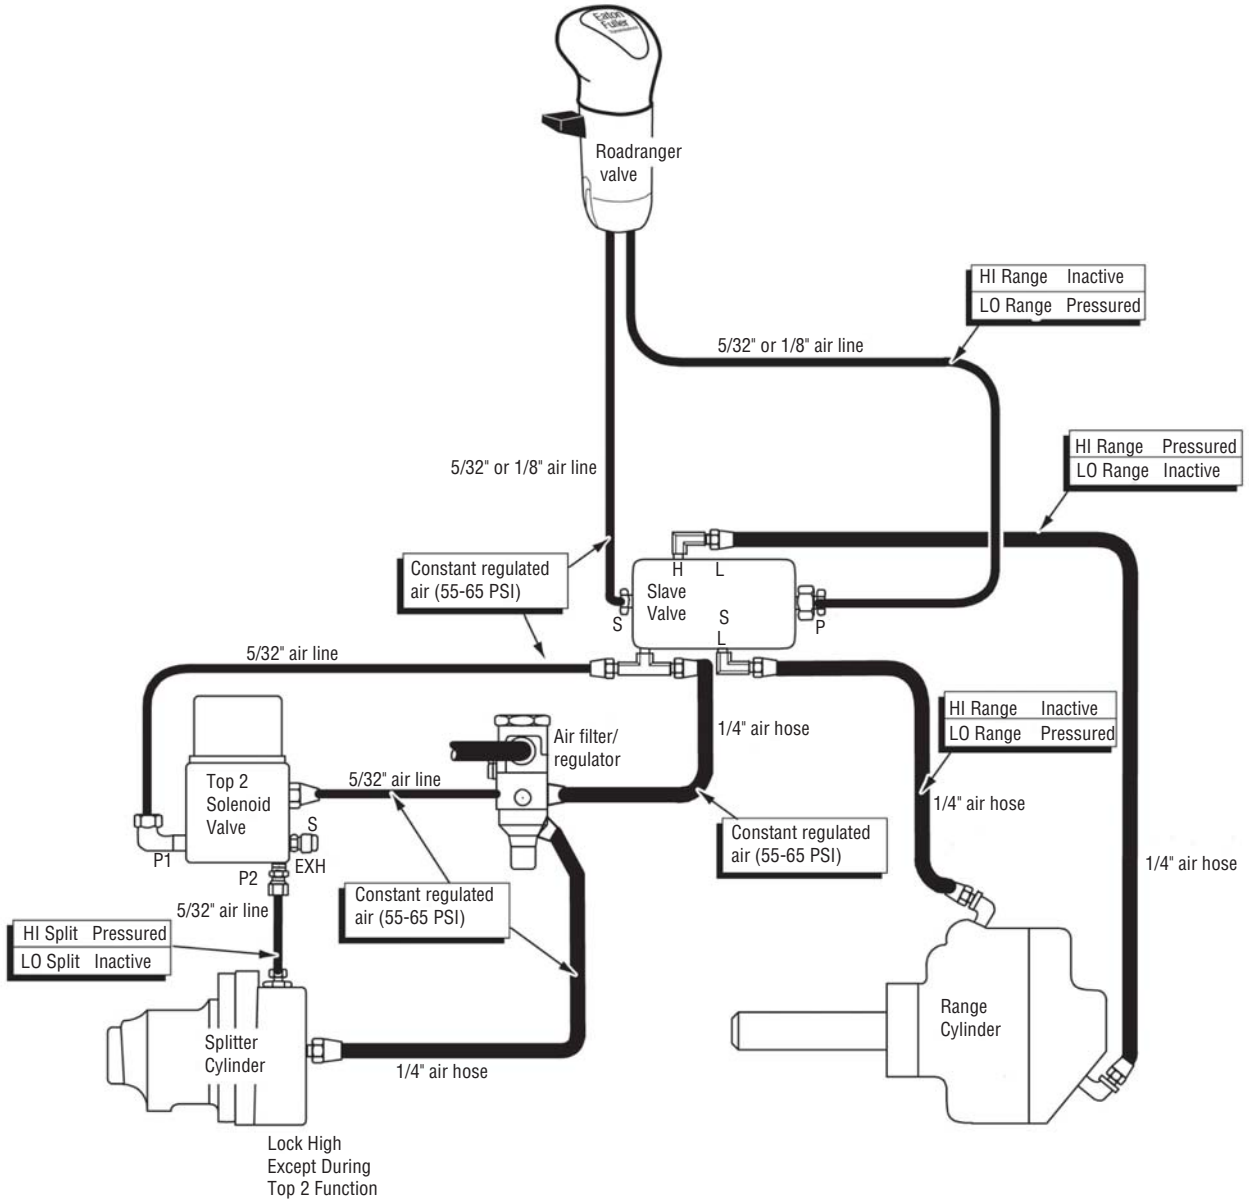 Eaton
Fuller
Roadranger
valve
HI Range Inactive
LO Range Pressured
5/32" or 1/8" air line
HI Range Pressured
LO Range Inactive
5/32" or 1/8" air line
Constant regulated
air (55-65 PSI)
H L
Slave
Valve
S
L
S
P
5/32" air line
HI Range Inactive
LO Range Pressured
1/4" air hose
Air filter/
regulator
Top 2
Solenoid
Valve
5/32" air line
1/4" air hose
S
EXH
P1
P2
Constant regulated
air (55-65 PSI)
1/4" air hose
Constant regulated
air (55-65 PSI)
5/32" air line
HI Split Pressured
LO Split Inactive
Range
Cylinder
Splitter
Cylinder
1/4" air hose
Lock High
Except During
Top 2 Function